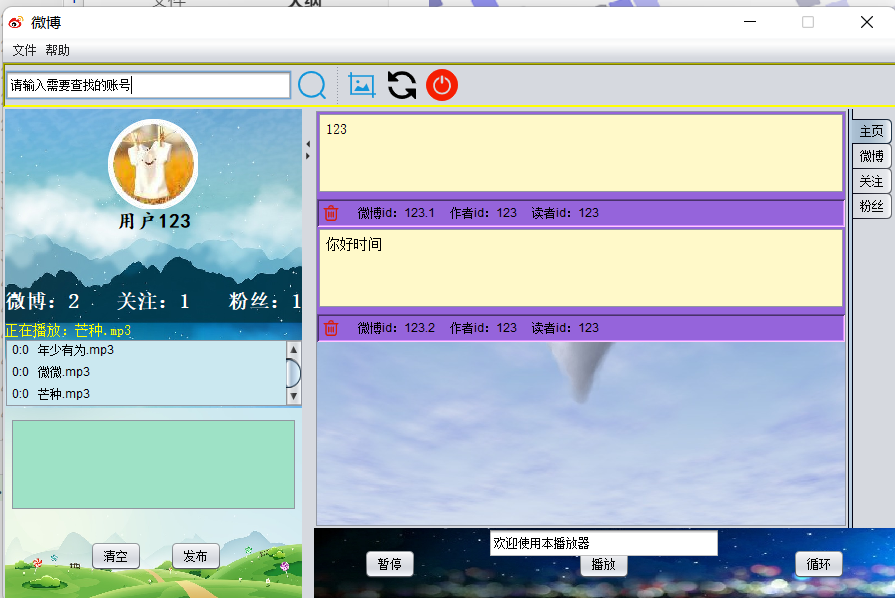 文件 大纲
微博
文件 帮助
请输入需要查找的账号
用户123
微博：2 关注：1 粉丝：1
正在播放：芒种.mp3
0:0 年少有为.mp3
0:0 微微.mp3
0:0 芒种.mp3
清空 发布
123
微博id：123.1 作者id：123 读者id：123
你好时间
微博id：123.2 作者id：123 读者id：123
主页
微博
关注
粉丝
欢迎使用本播放器
暂停 播放 循环